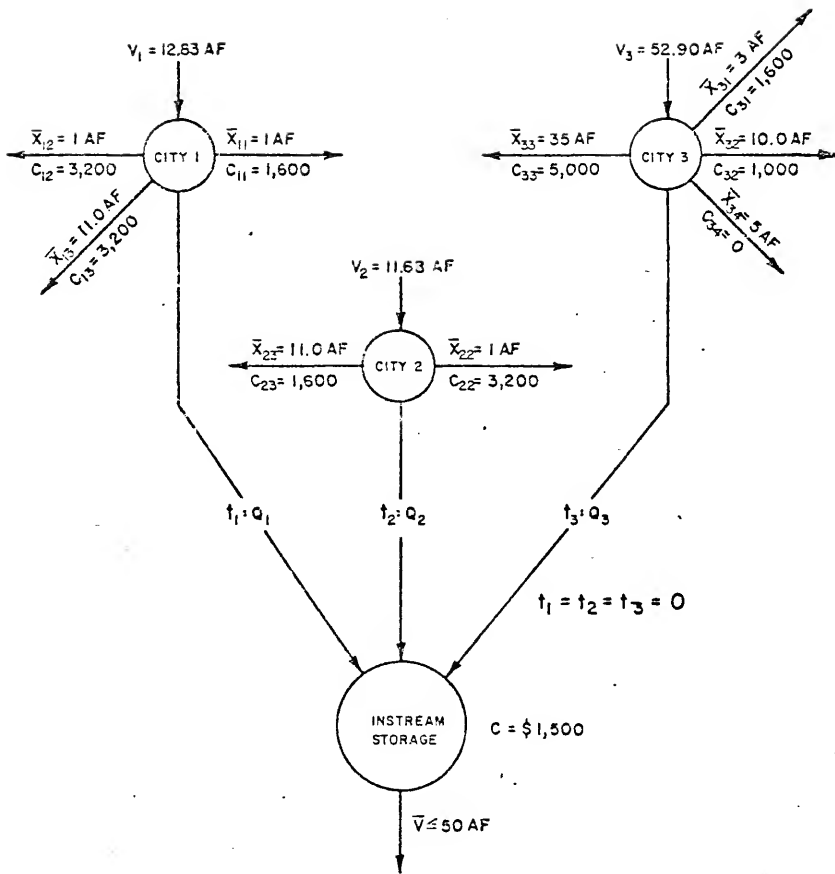 V₁ = 12.83 AF
X̅₁₂ = 1 AF
C₁₂ = 3,200
CITY 1
X̅₁₁ = 1 AF
C₁₁ = 1,600
X̅₁₃ = 11.0 AF
C₁₃ = 3,200
V₃ = 52.90 AF
X̅₃₁ = 3 AF
C₃₁ = 1,600
X̅₃₃ = 35 AF
C₃₃ = 5,000
CITY 3
X̅₃₂ = 10.0 AF
C₃₂ = 1,000
X̅₃₄ = 5 AF
C₃₄ = 0
V₂ = 11.63 AF
X̅₂₃ = 11.0 AF
C₂₃ = 1,600
CITY 2
X̅₂₂ = 1 AF
C₂₂ = 3,200
t₁: Q₁
t₂: Q₂
t₃: Q₃
t₁ = t₂ = t₃ = 0
INSTREAM
STORAGE
C = $1,500
V̅ ≤ 50 AF